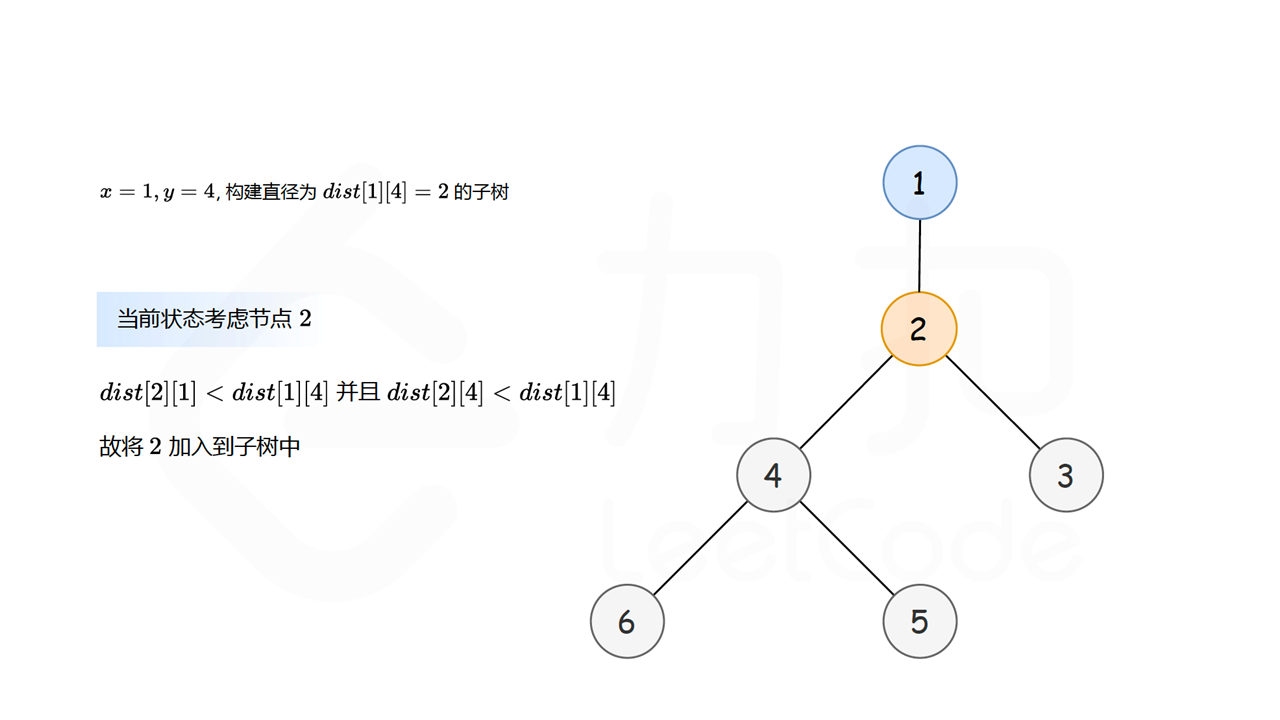 x = 1, y = 4, 构建直径为 dist[1][4] = 2 的子树
当前状态考虑节点 2
dist[2][1] < dist[1][4] 并且 dist[2][4] < dist[1][4]
故将 2 加入到子树中
1
2
4
3
6
5
力扣
LeetCode